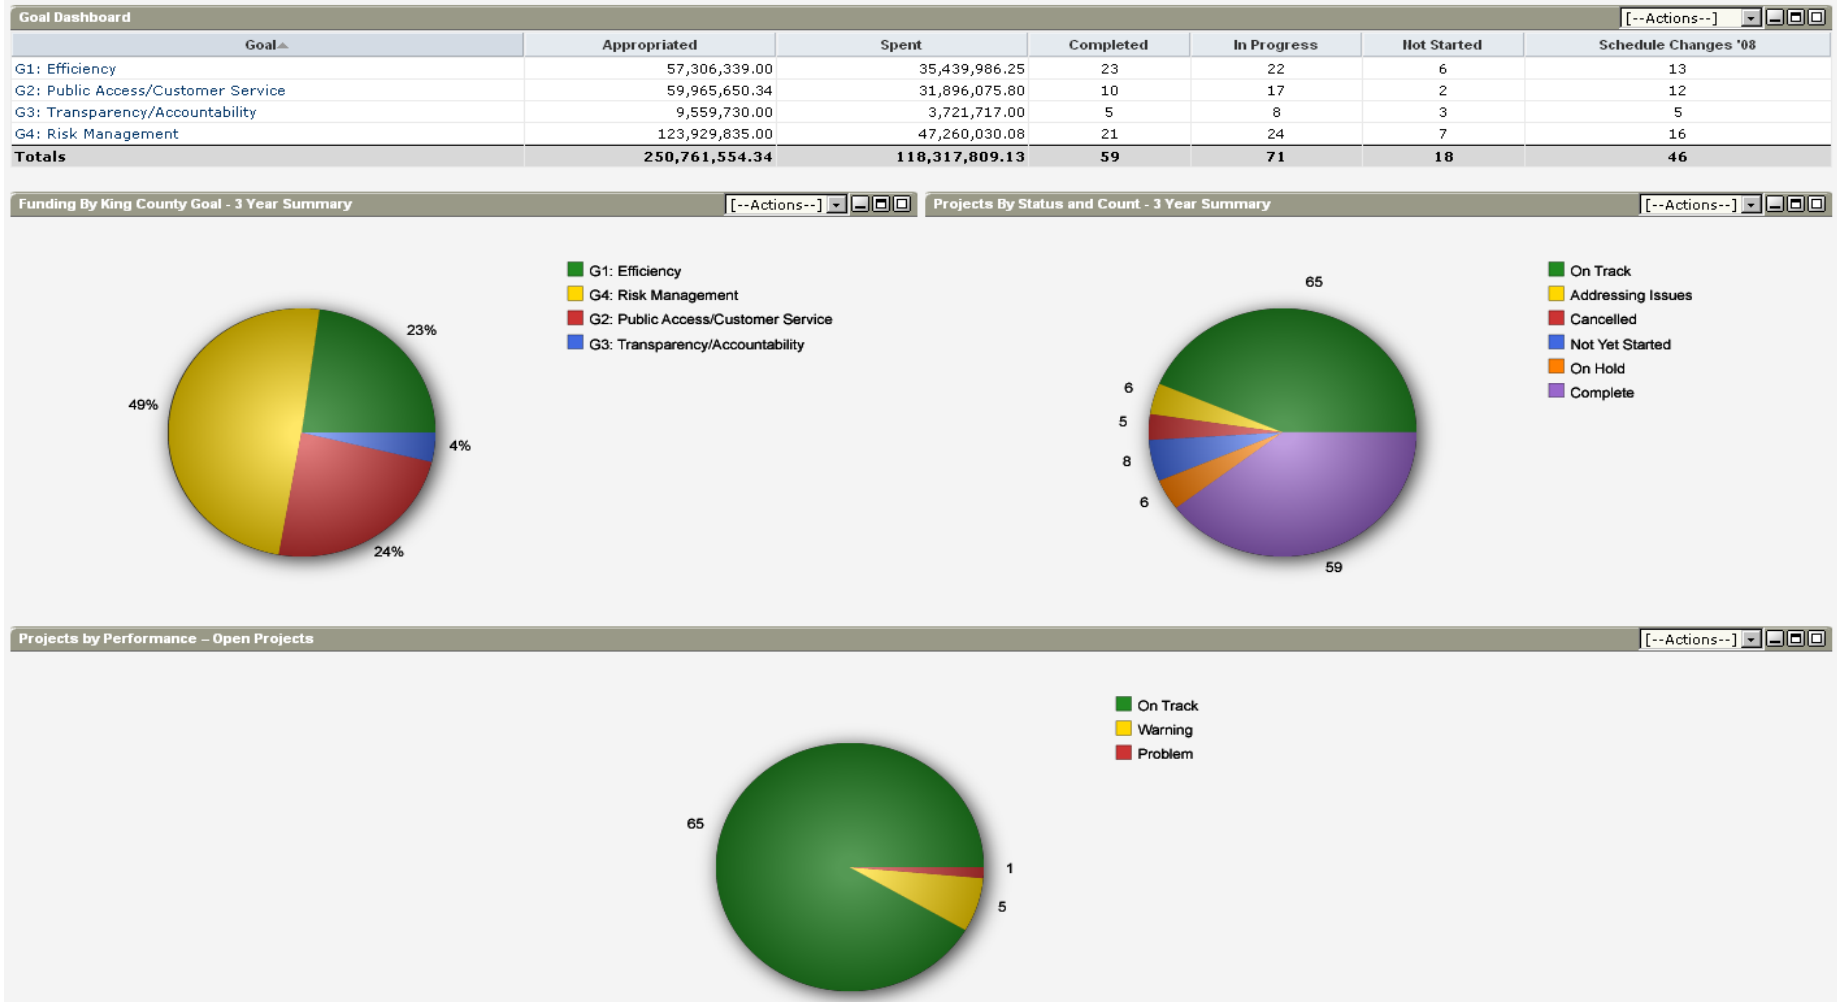 Goal Dashboard [--Actions--]
Goal Appropriated Spent Completed In Progress Not Started Schedule Changes '08
G1: Efficiency 57,306,339.00 35,439,986.25 23 22 6 13
G2: Public Access/Customer Service 59,965,650.34 31,896,075.80 10 17 2 12
G3: Transparency/Accountability 9,559,730.00 3,721,717.00 5 8 3 5
G4: Risk Management 123,929,835.00 47,260,030.08 21 24 7 16
Totals 250,761,554.34 118,317,809.13 59 71 18 46
Funding By King County Goal - 3 Year Summary [--Actions--]
G1: Efficiency
G4: Risk Management
G2: Public Access/Customer Service
G3: Transparency/Accountability
23%
49%
4%
24%
Projects By Status and Count - 3 Year Summary [--Actions--]
On Track
Addressing Issues
Cancelled
Not Yet Started
On Hold
Complete
65
6
5
8
6
59
Projects by Performance – Open Projects [--Actions--]
On Track
Warning
Problem
65
1
5